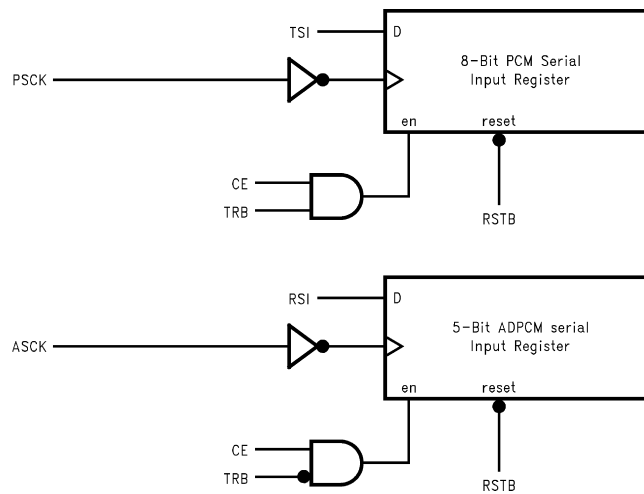 TSI
D
8-Bit PCM Serial
Input Register
PSCK
en
reset
CE
TRB
RSTB
RSI
D
5-Bit ADPCM serial
Input Register
ASCK
en
reset
CE
TRB
RSTB